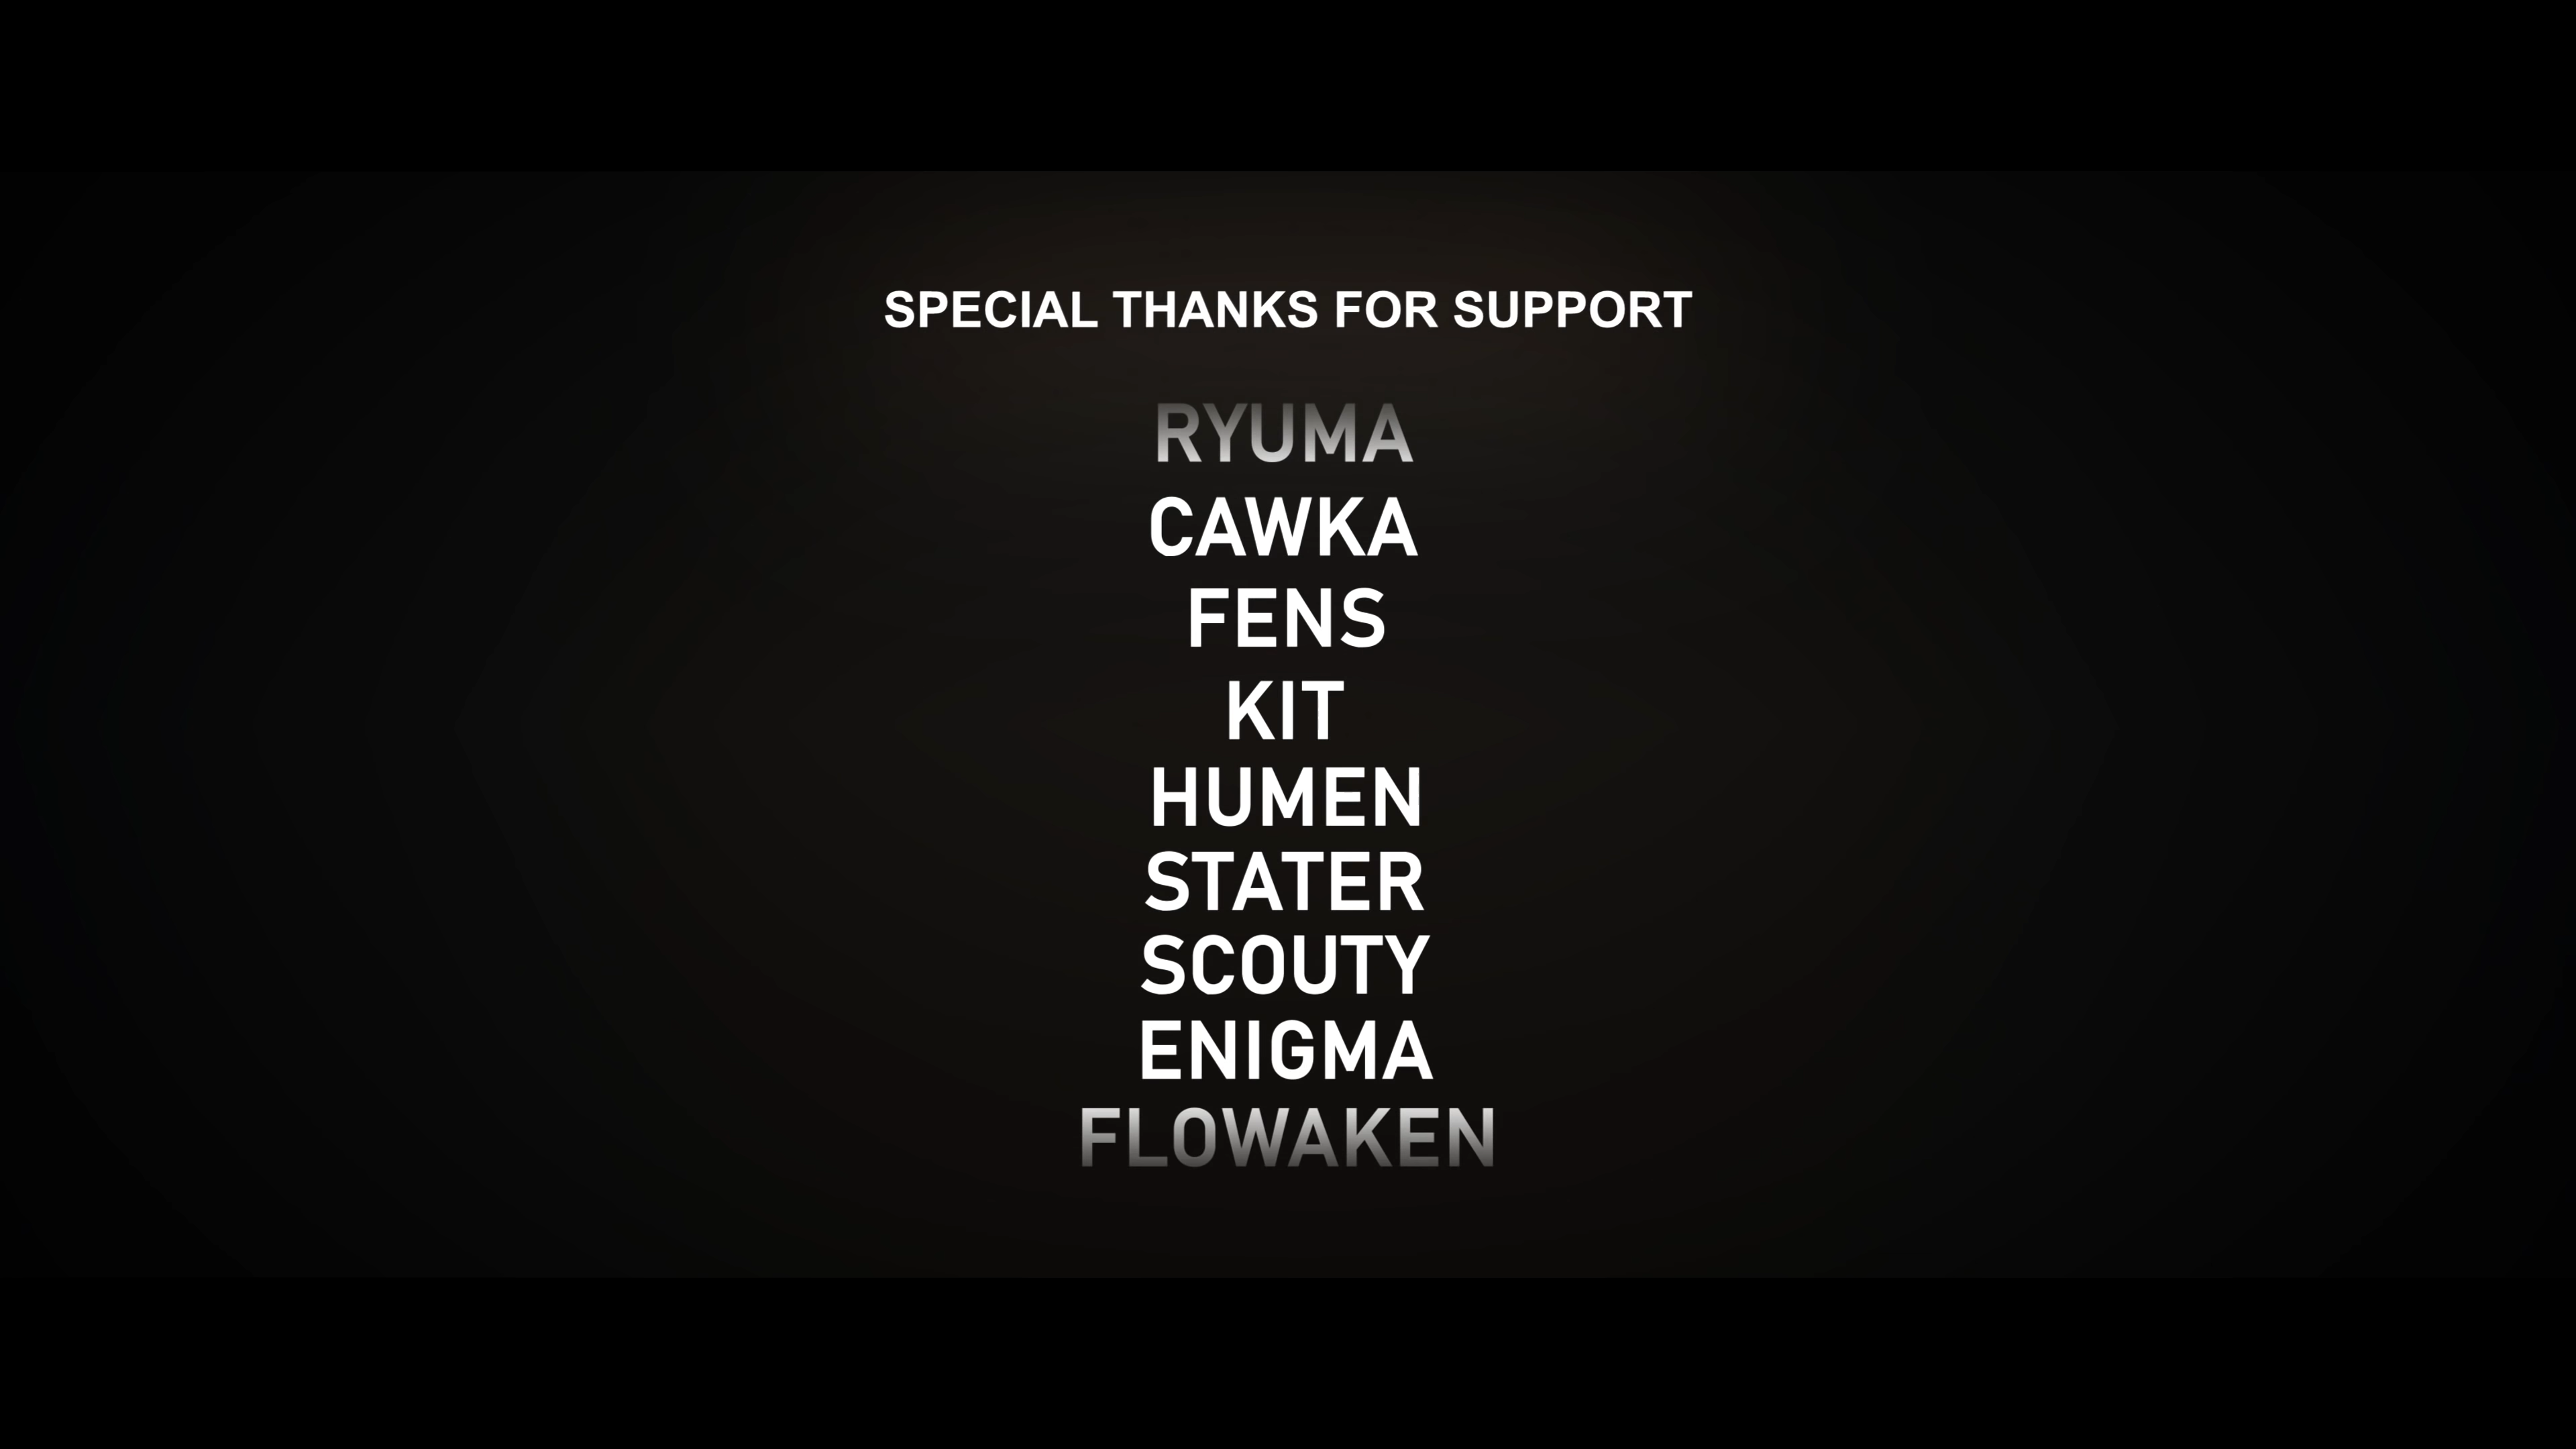 SPECIAL THANKS FOR SUPPORT
RYUMA
CAWKA
FENS
KIT
HUMEN
STATER
SCOUTY
ENIGMA
FLOWAKEN